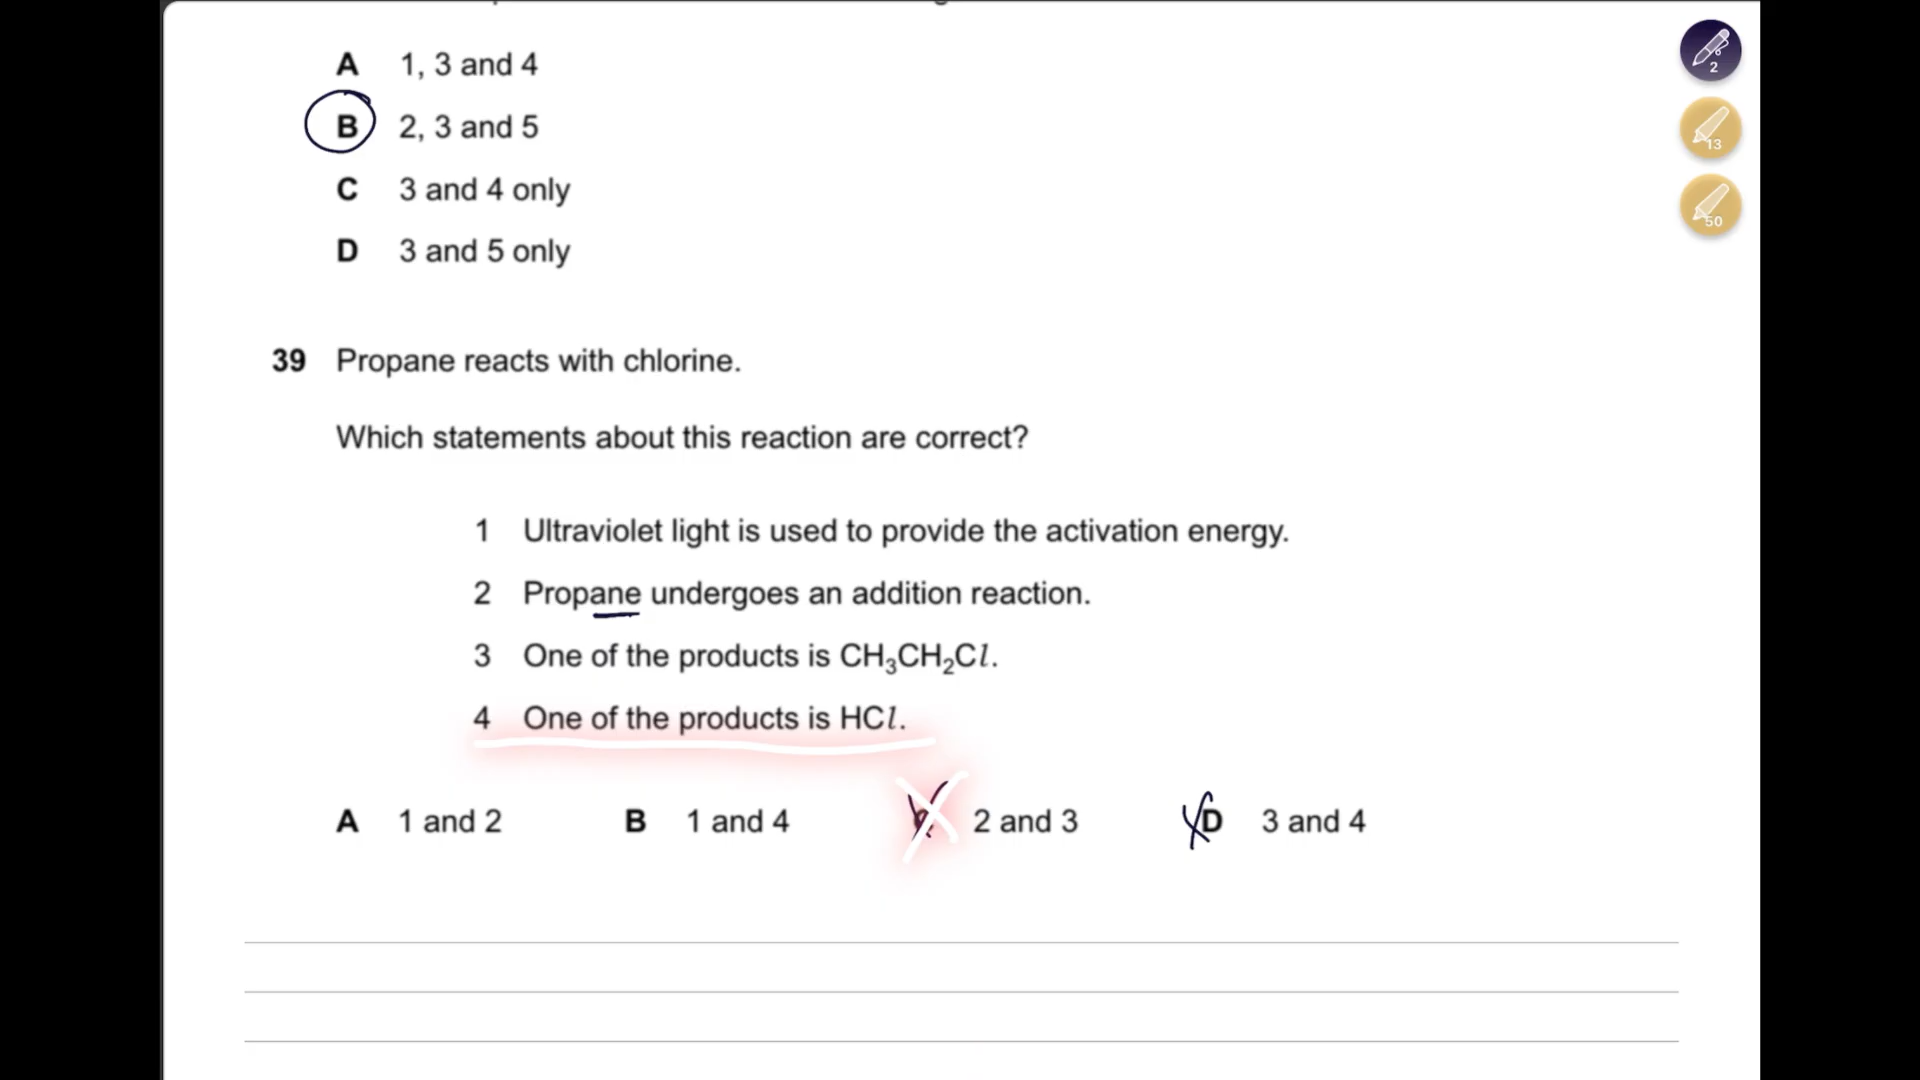 A 1, 3 and 4
B 2, 3 and 5
C 3 and 4 only
D 3 and 5 only
39 Propane reacts with chlorine.
Which statements about this reaction are correct?
1 Ultraviolet light is used to provide the activation energy.
2 Propane undergoes an addition reaction.
3 One of the products is CH₃CH₂Cl.
4 One of the products is HCl.
A 1 and 2 B 1 and 4 2 and 3 D 3 and 4
2
13
50